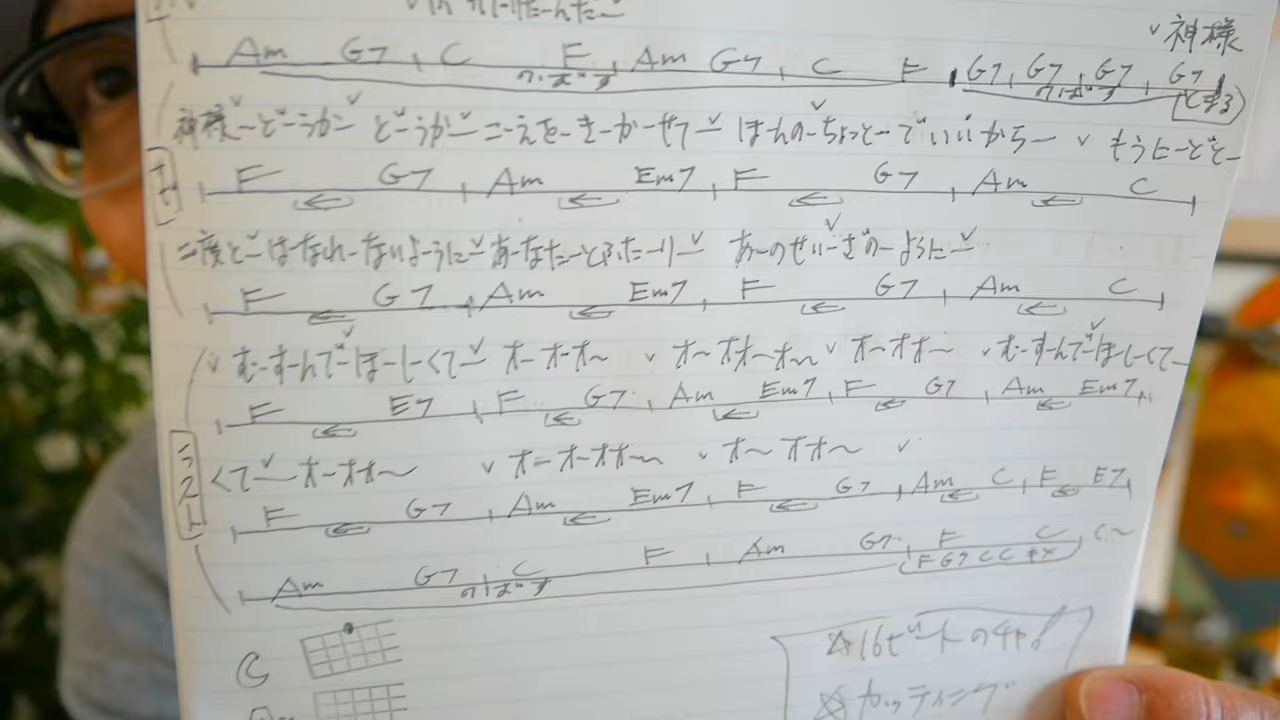 神様
Am G7 C F Am G7 C F G7 G7 G7 G7
のばす のばす
神様〜どーうかー どーうかー こーえをーきーかーせてー ほんのーちょっとーでいいからー もうにーどとー
F G7 Am Em7 F G7 Am C
二度とーはーなれーないようにーあーなたーとふたーりー あーのせいーざのーようにー
F G7 Am Em7 F G7 Am C
むーすーんでーほーしーくてー オーオーオ〜 オ〜オオ〜オ〜 オ〜オオ〜 むーすーんでーほーしーくてー
F E7 F G7 Am Em7 F G7 Am Em7
ラスト
くてーオーオオ〜 オーオーオオ〜 オ〜オオ〜
F G7 Am Em7 F G7 Am C F E7
Am G7 C F Am G7 F C C〜
のばす F G7 C C
C
☆16ビートの
☆カッティング